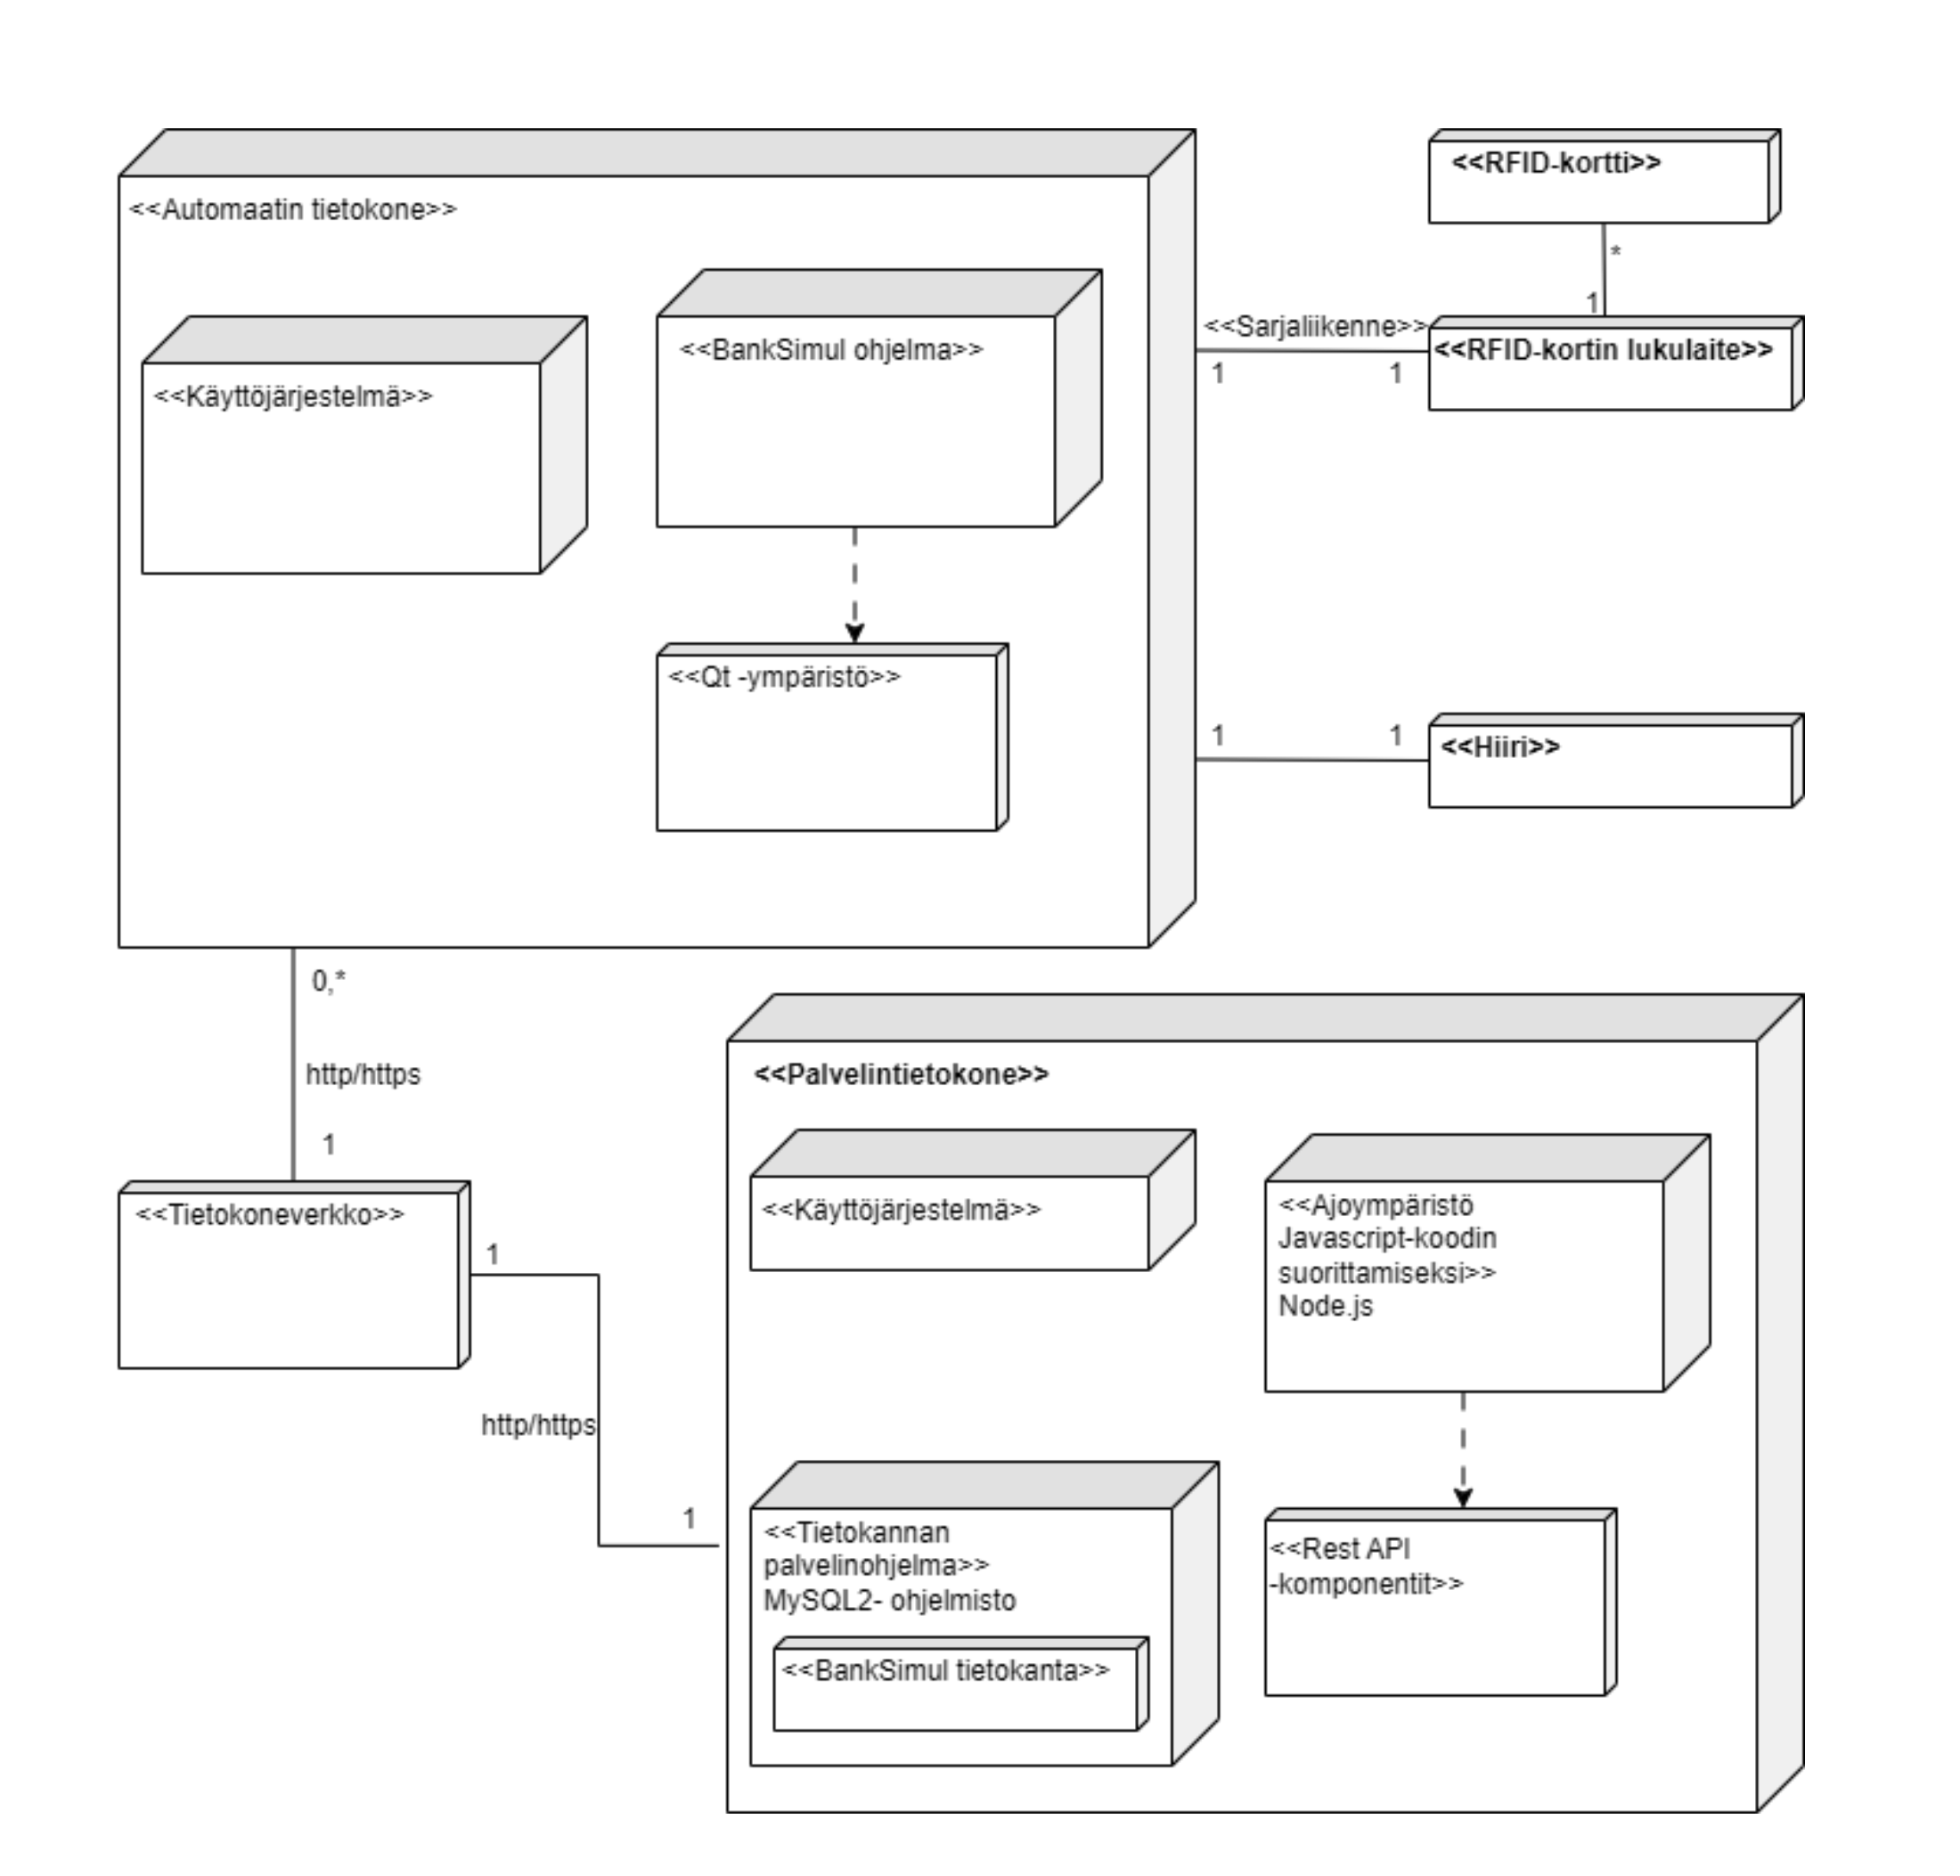 <<Automaatin tietokone>>
<<Käyttöjärjestelmä>>
<<BankSimul ohjelma>>
<<Qt -ympäristö>>
<<RFID-kortti>>
*
1
<<Sarjaliikenne>>
<<RFID-kortin lukulaite>>
1
1
1
1
<<Hiiri>>
0,*
http/https
1
<<Tietokoneverkko>>
1
http/https
1
<<Palvelintietokone>>
<<Käyttöjärjestelmä>>
<<Ajoympäristö
Javascript-koodin
suorittamiseksi>>
Node.js
<<Tietokannan
palvelinohjelma>>
MySQL2- ohjelmisto
<<BankSimul tietokanta>>
<<Rest API
-komponentit>>